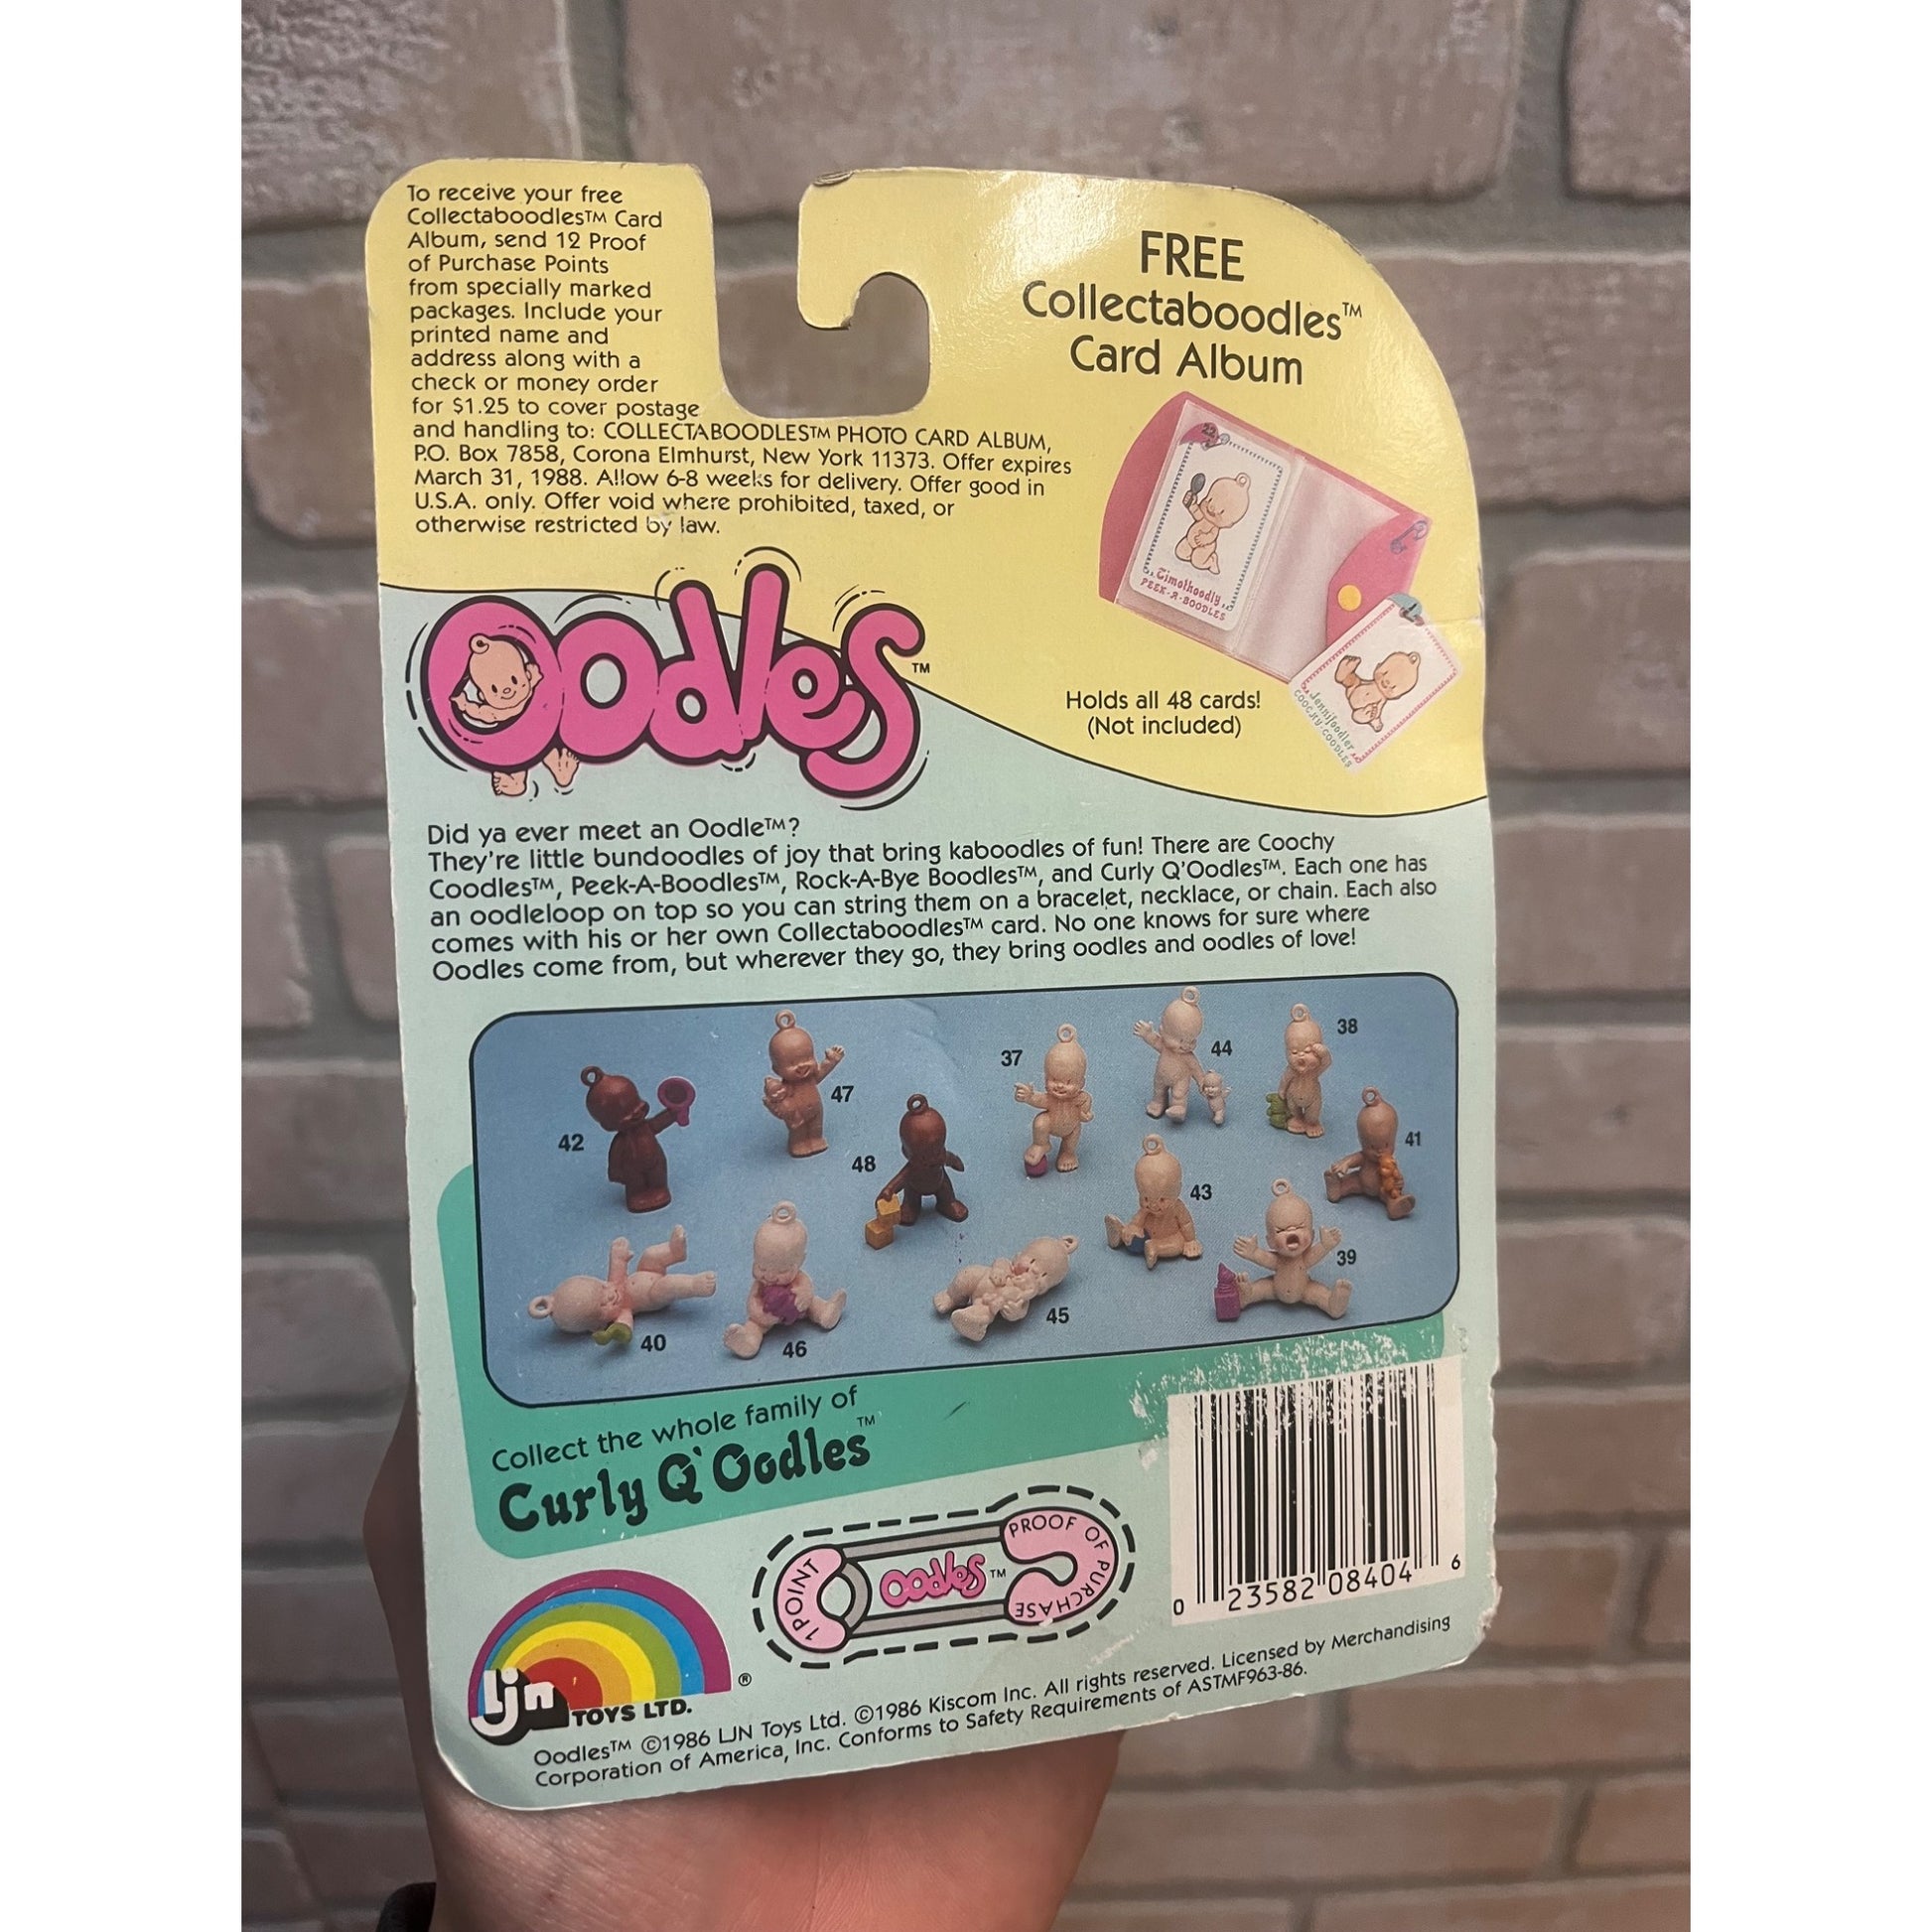 To receive your free
Collectaboodles™ Card
Album, send 12 Proof
of Purchase Points
from specially marked
packages. Include your
printed name and
address along with a
check or money order
for $1.25 to cover postage
and handling to: COLLECTABOODLES™ PHOTO CARD ALBUM,
P.O. Box 7858, Corona Elmhurst, New York 11373. Offer expires
March 31, 1988. Allow 6-8 weeks for delivery. Offer good in
U.S.A. only. Offer void where prohibited, taxed, or
otherwise restricted by law.
FREE
Collectaboodles™
Card Album
22
Timothoodly
PEEK-A-BOODLES
1
Jennifoodler
COOCHY-COODLES
Holds all 48 cards!
(Not included)
Oodles™
Did ya ever meet an Oodle™?
They're little bundoodles of joy that bring kaboodles of fun! There are Coochy
Coodles™, Peek-A-Boodles™, Rock-A-Bye Boodles™, and Curly Q'Oodles™. Each one has
an oodleloop on top so you can string them on a bracelet, necklace, or chain. Each also
comes with his or her own Collectaboodles™ card. No one knows for sure where
Oodles come from, but wherever they go, they bring oodles and oodles of love!
42
47
48
37
44
38
41
43
39
40
46
45
Collect the whole family of
Curly Q'Oodles™
1 POINT
Oodles™
PROOF OF PURCHASE
0 23582 08404 6
LJN
TOYS LTD. ®
Oodles™ ©1986 LJN Toys Ltd. ©1986 Kiscom Inc. All rights reserved. Licensed by Merchandising
Corporation of America, Inc. Conforms to Safety Requirements of ASTMF963-86.